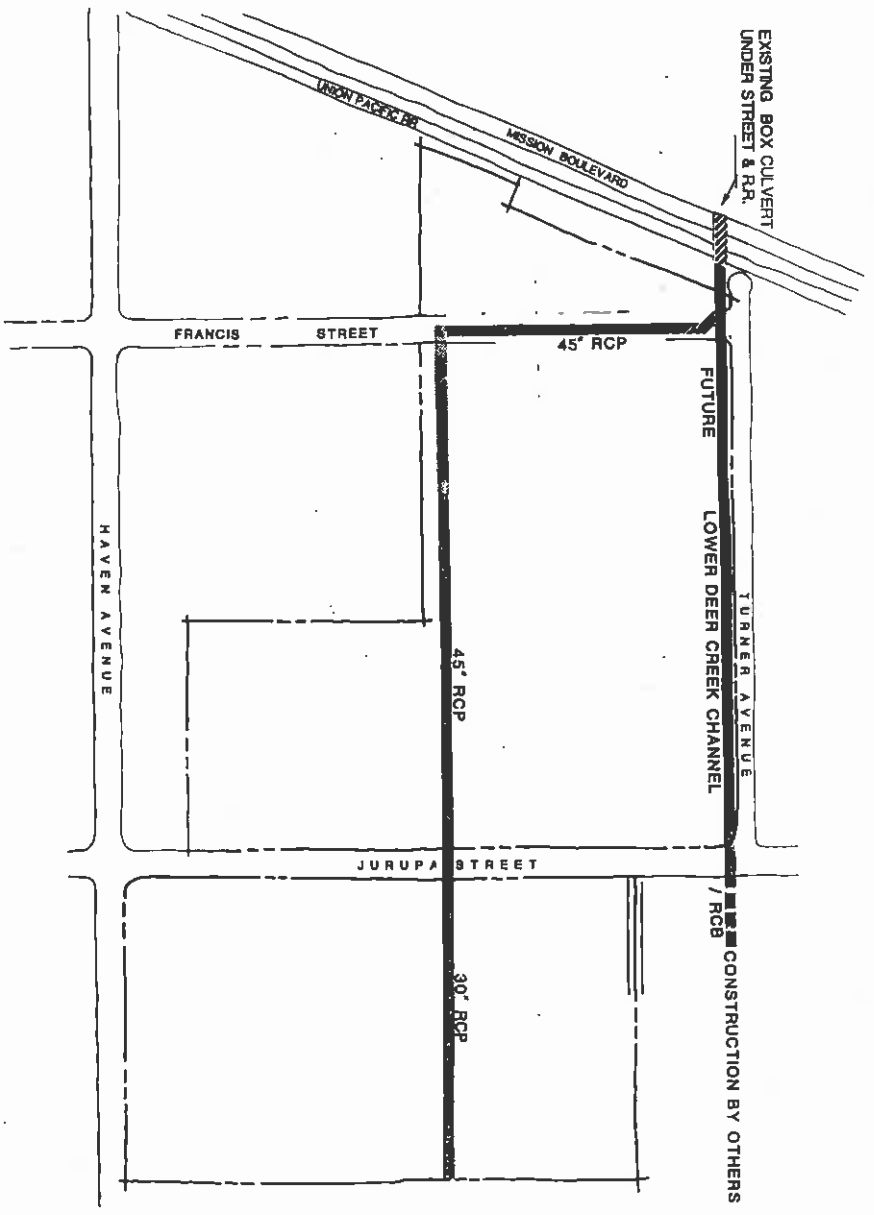 EXISTING BOX CULVERT
UNDER STREET & R.R.
UNION PACIFIC RR
MISSION BOULEVARD
FRANCIS STREET
45" RCP
FUTURE LOWER DEER CREEK CHANNEL / RCB
TURNER AVENUE
HAVEN AVENUE
45" RCP
JURUPA STREET
30" RCP
CONSTRUCTION BY OTHERS